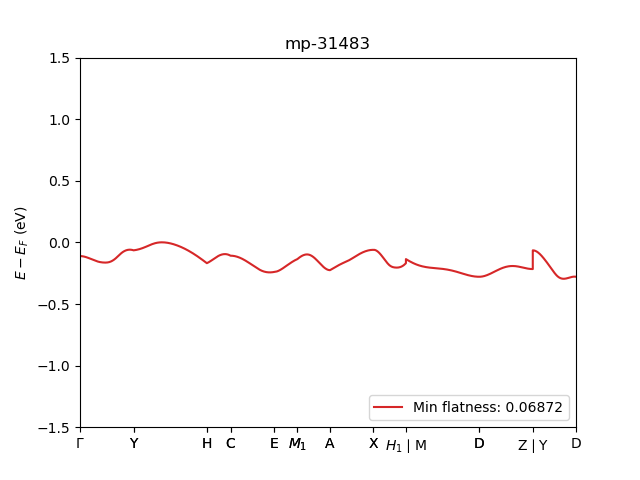 mp-31483
E − E_F (eV)
1.5
1.0
0.5
0.0
−0.5
−1.0
−1.5
Min flatness: 0.06872
Γ Y H C E M₁ A X H₁ | M D Z | Y D